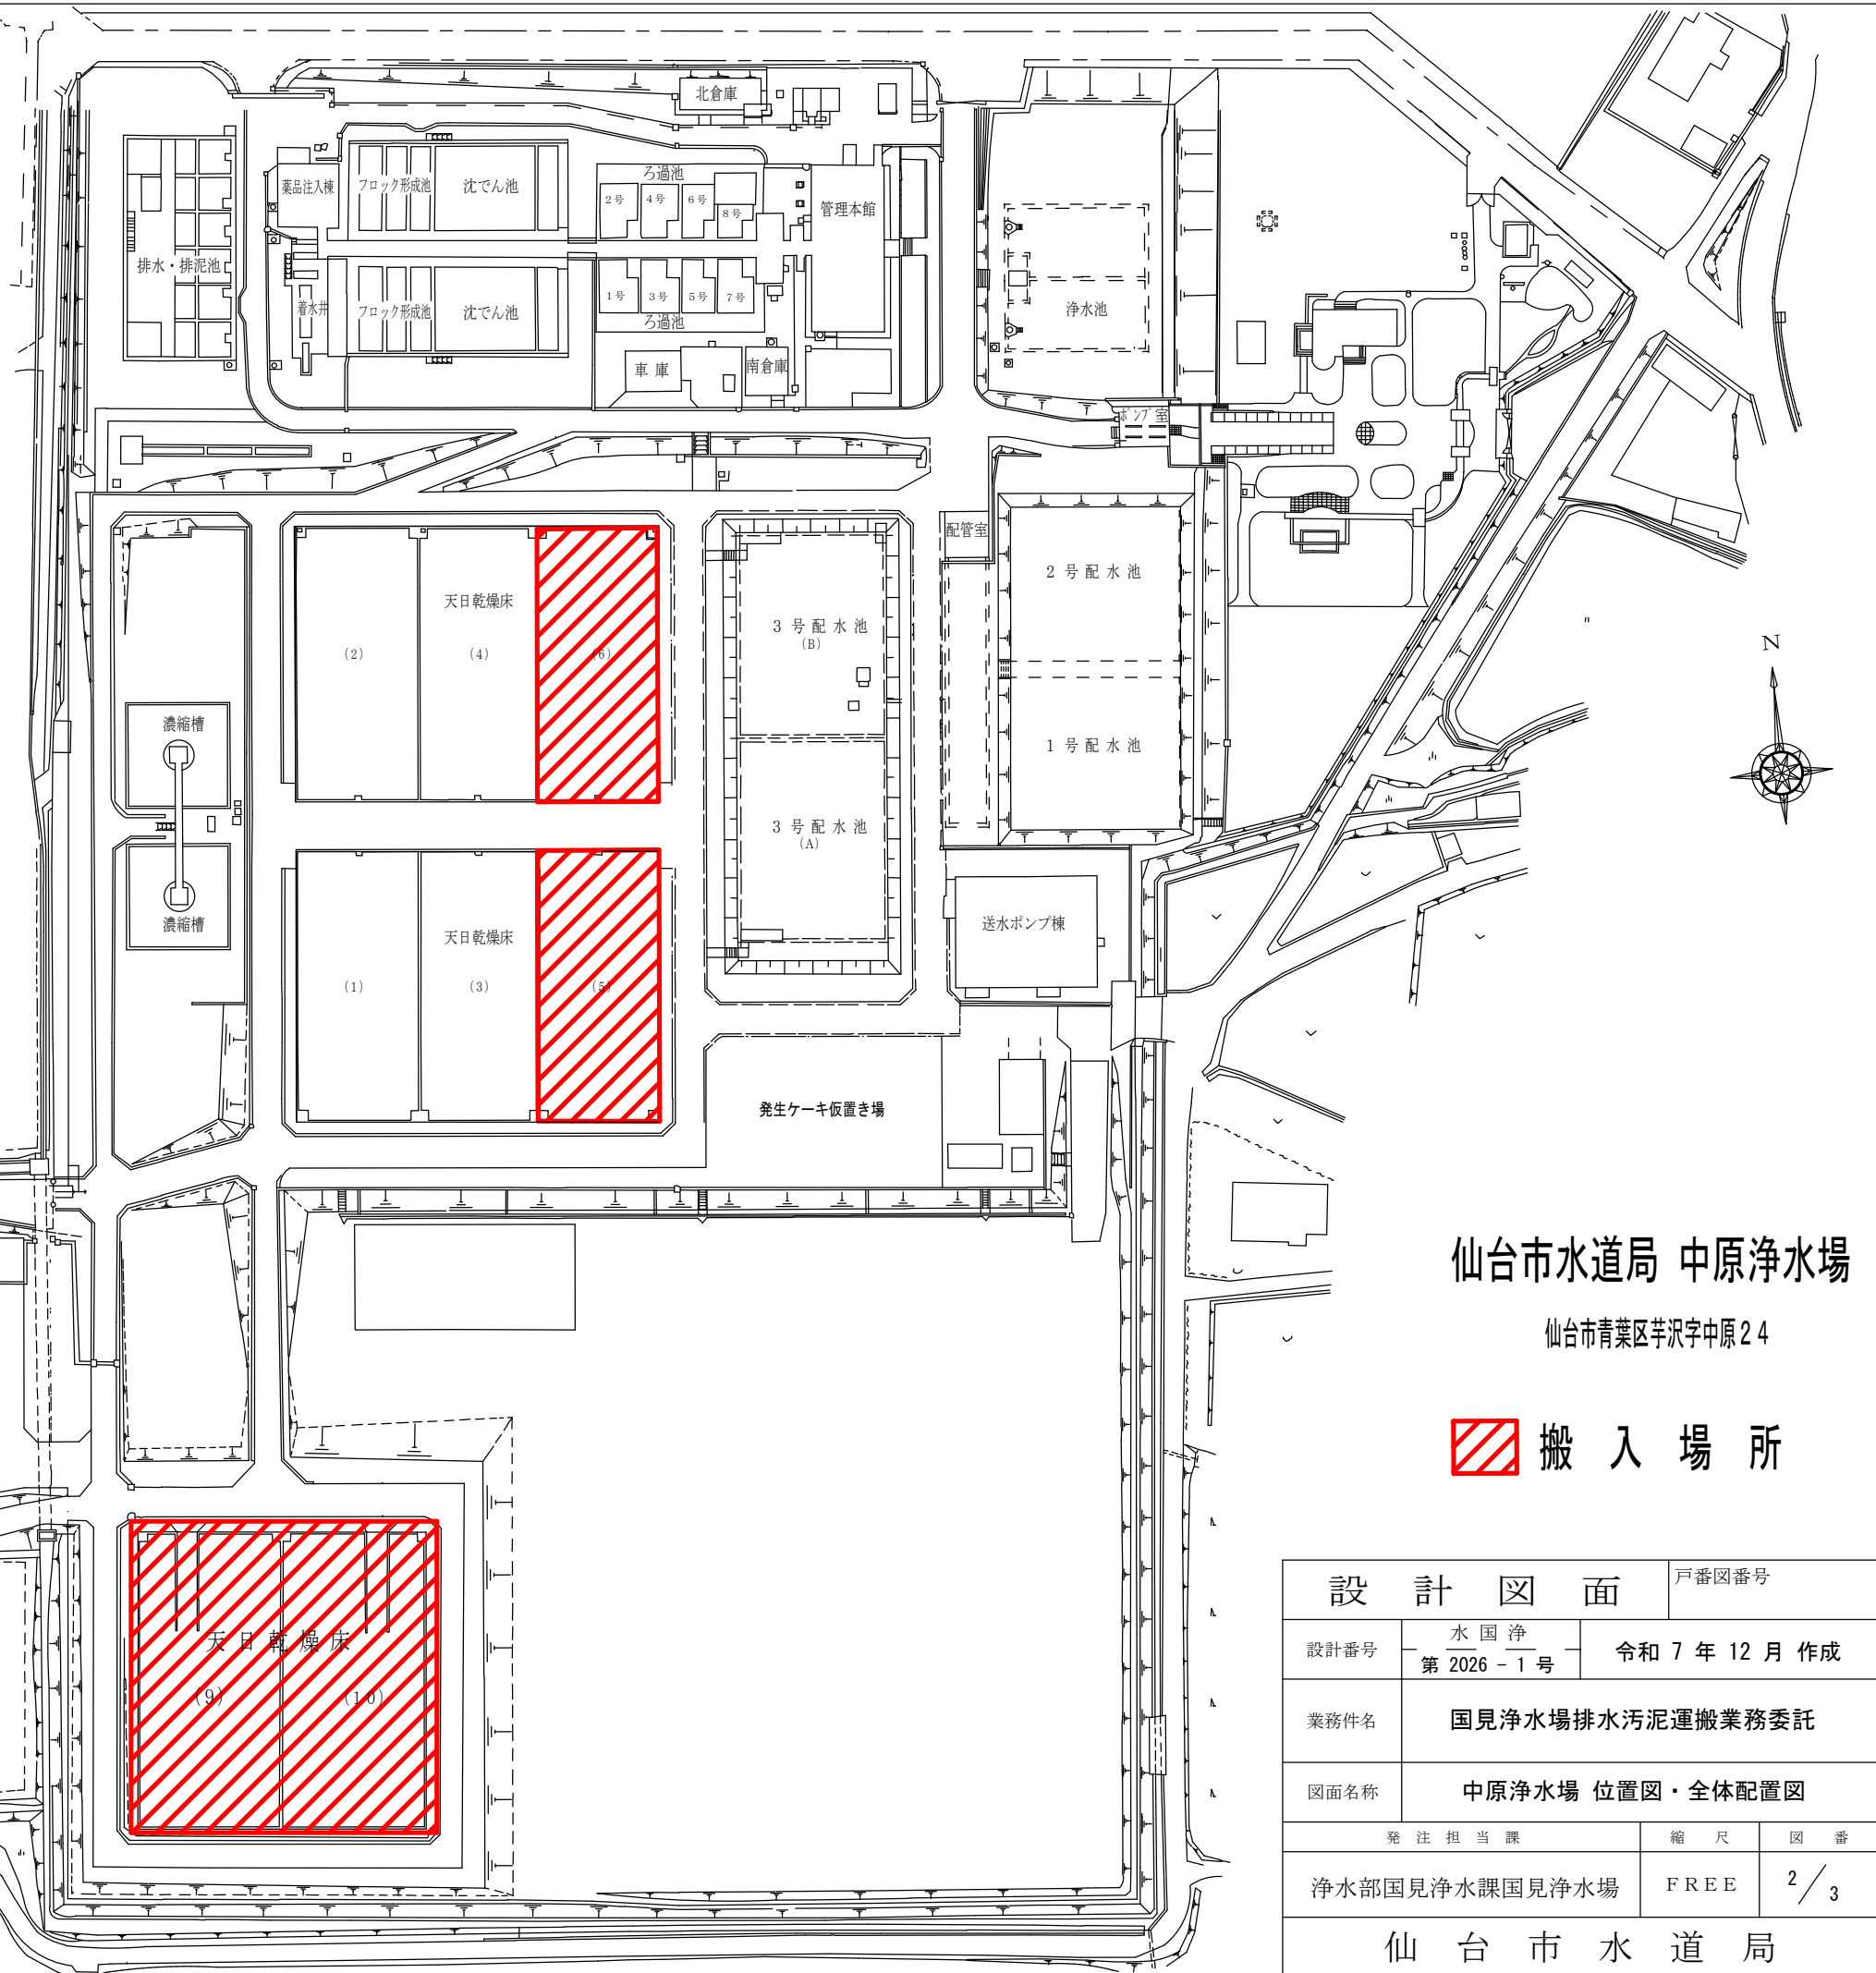 北倉庫
薬品注入棟
フロック形成池
沈でん池
ろ過池
2号
4号
6号
8号
管理本館
排水・排泥池
着水井
フロック形成池
沈でん池
1号
3号
5号
7号
ろ過池
浄水池
車 庫
南倉庫
ポンプ室
配管室
2 号 配 水 池
天日乾燥床
(2)
(4)
(6)
3 号 配 水 池
(B)
N
濃縮槽
1 号 配 水 池
3 号 配 水 池
(A)
濃縮槽
天日乾燥床
(1)
(3)
(5)
送水ポンプ棟
発生ケーキ仮置き場
仙台市水道局 中原浄水場
仙台市青葉区芋沢字中原24
搬 入 場 所
天 日 乾 燥 床
(9)
(10)
設 計 図 面
戸番図番号
設計番号
水 国 浄
第 2026 - 1 号
令和 7 年 12 月 作成
業務件名
国見浄水場排水汚泥運搬業務委託
図面名称
中原浄水場 位置図・全体配置図
発 注 担 当 課
縮 尺
図 番
浄水部国見浄水課国見浄水場
FREE
2/3
仙 台 市 水 道 局